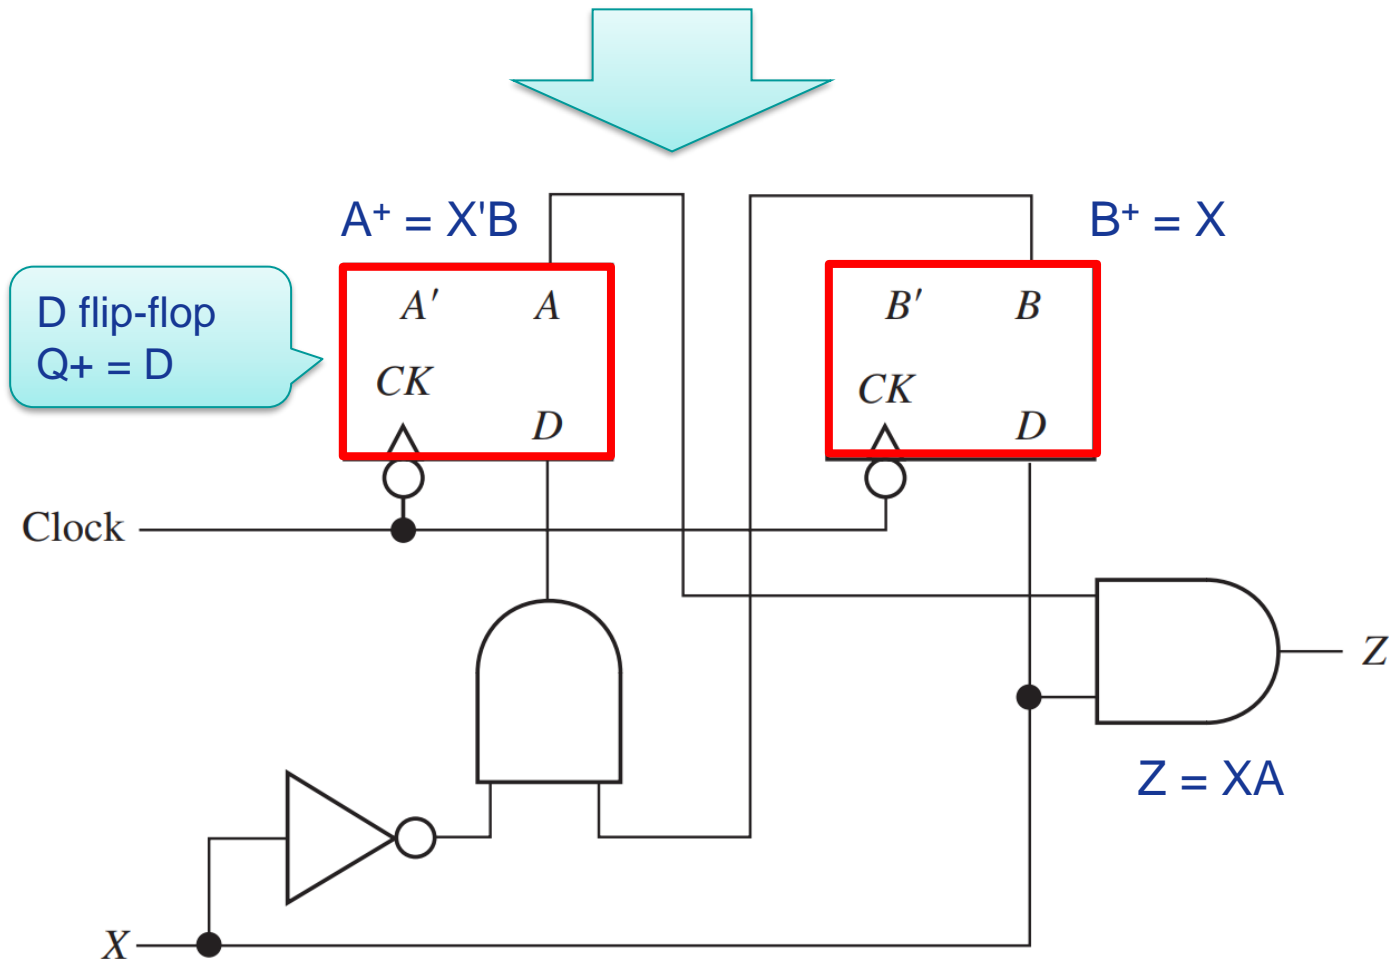 A⁺ = X'B
B⁺ = X
D flip-flop
Q+ = D
A′ A
CK
D
B′ B
CK
D
Clock
Z
Z = XA
X